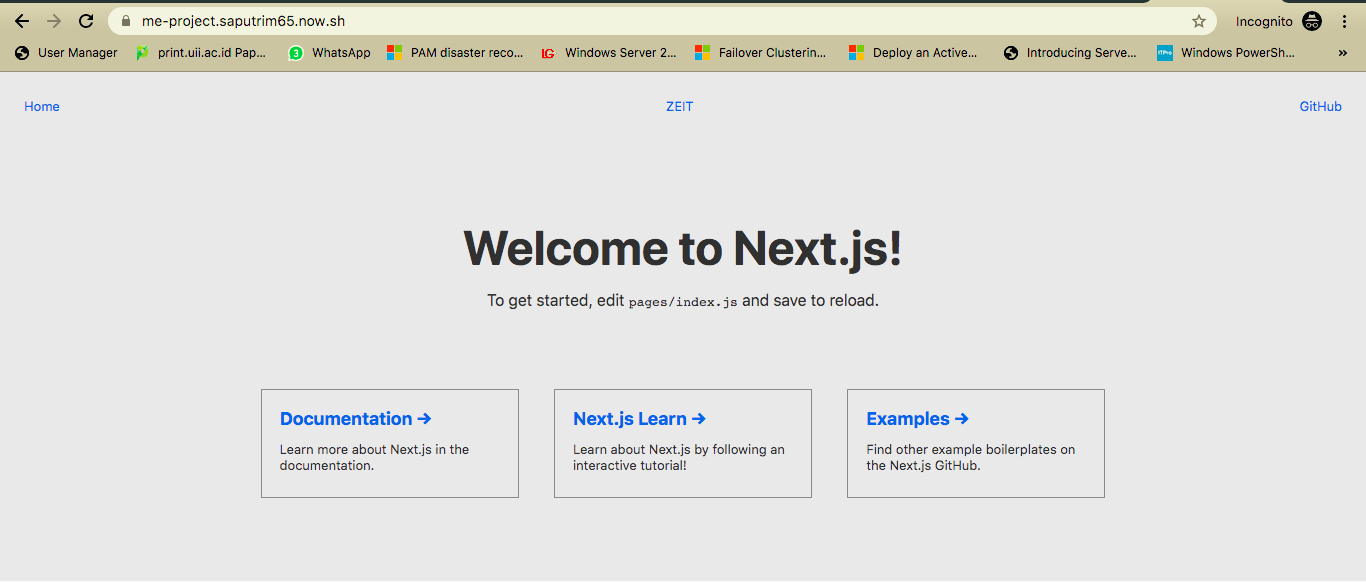 me-project.saputrim65.now.sh
Incognito
User Manager
print.uii.ac.id Pap...
3
WhatsApp
PAM disaster reco...
LG
Windows Server 2...
Failover Clusterin...
Deploy an Active...
Introducing Serve...
ITPro
Windows PowerSh...
»
Home
ZEIT
GitHub
Welcome to Next.js!
To get started, edit pages/index.js and save to reload.
Documentation →
Learn more about Next.js in the
documentation.
Next.js Learn →
Learn about Next.js by following an
interactive tutorial!
Examples →
Find other example boilerplates on
the Next.js GitHub.